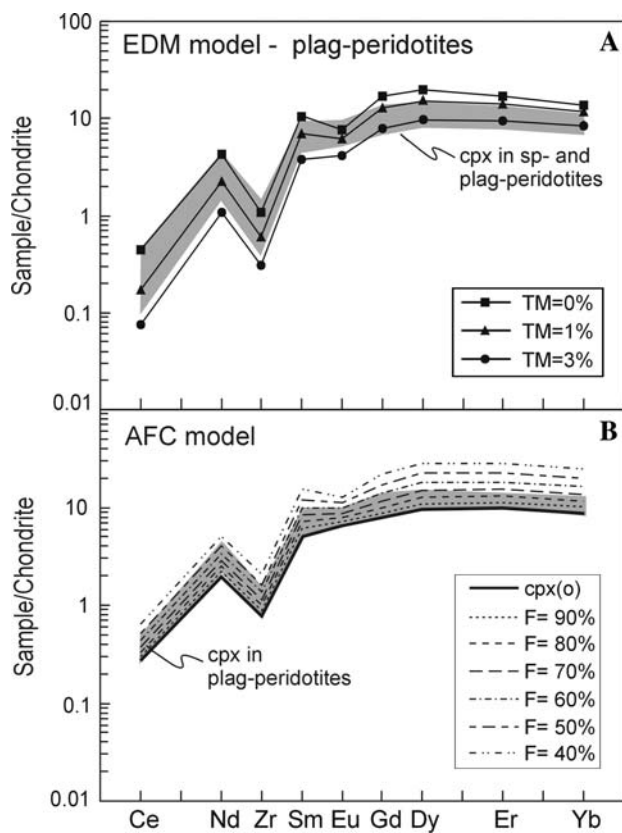 EDM model - plag-peridotites
A
100
10
1
0.1
0.01
Sample/Chondrite
cpx in sp- and
plag-peridotites
TM=0%
TM=1%
TM=3%
AFC model
B
10
1
0.1
0.01
Sample/Chondrite
cpx in
plag-peridotites
cpx(o)
F= 90%
F= 80%
F= 70%
F= 60%
F= 50%
F= 40%
Ce Nd Zr Sm Eu Gd Dy Er Yb